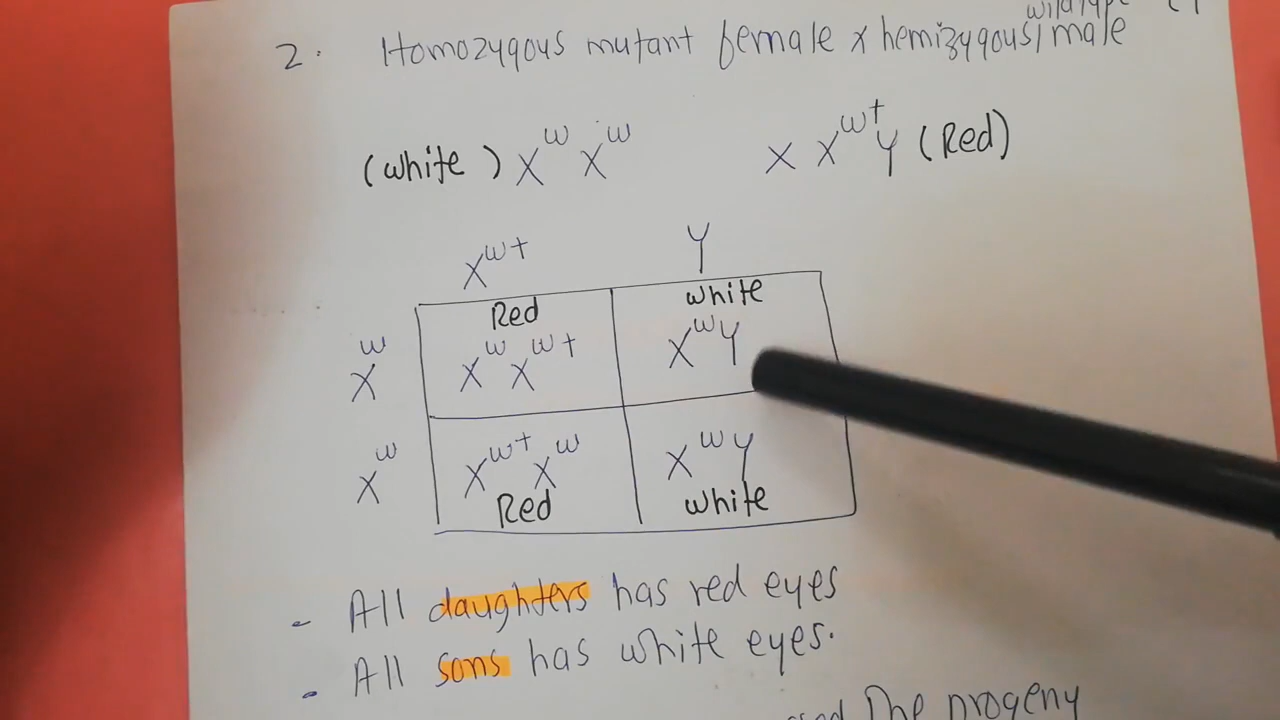 wildtype
2. Homozygous mutant female x hemizygous/male
(white) X^w X^w x X^w+ Y (Red)
X^w+ Y
Red white
X^w X^w X^w+ X^w Y
X^w X^w+ X^w X^w Y
Red white
- All daughters has red eyes
- All sons has white eyes.
The progeny